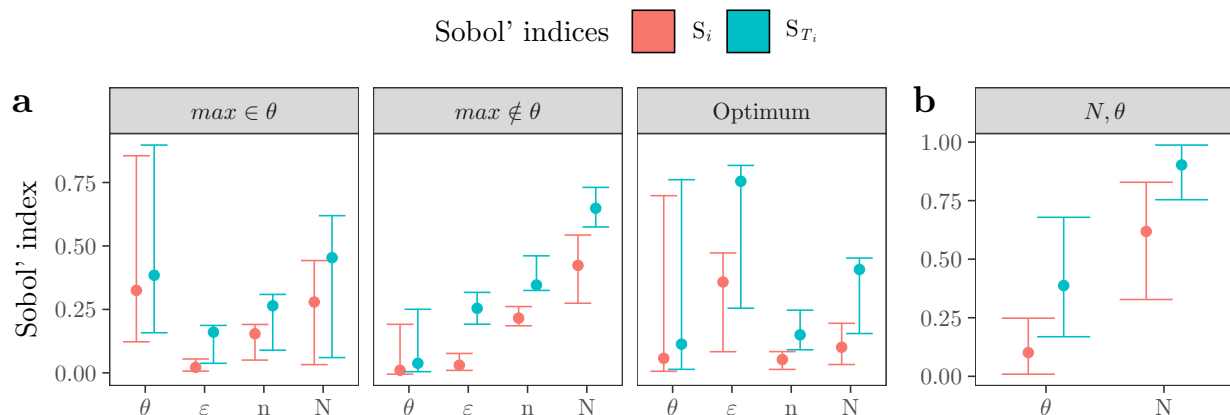 Sobol' indices S_i S_{T_i}
a max ∈ θ max ∉ θ Optimum b N, θ
Sobol' index
0.75
0.50
0.25
0.00
θ ε n N θ ε n N θ ε n N
1.00
0.75
0.50
0.25
0.00
θ N